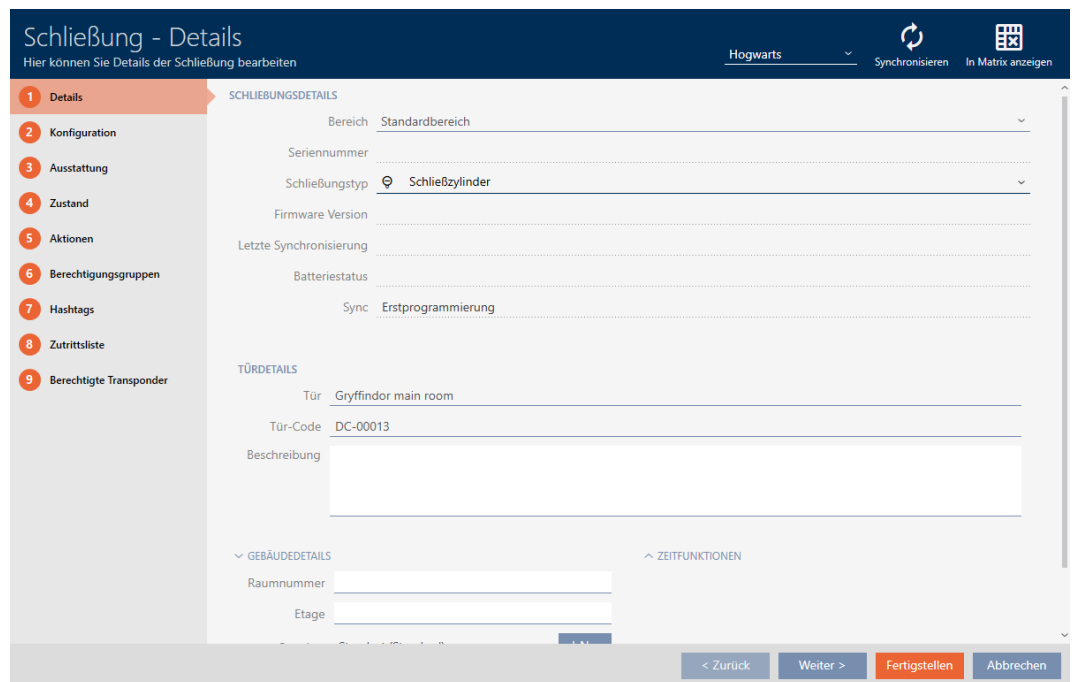 Schließung - Details
Hier können Sie Details der Schließung bearbeiten
Hogwarts
Synchronisieren
In Matrix anzeigen
1 Details
2 Konfiguration
3 Ausstattung
4 Zustand
5 Aktionen
6 Berechtigungsgruppen
7 Hashtags
8 Zutrittsliste
9 Berechtigte Transponder
SCHLIEßUNGSDETAILS
Bereich Standardbereich
Seriennummer
Schließungstyp Schließzylinder
Firmware Version
Letzte Synchronisierung
Batteriestatus
Sync Erstprogrammierung
TÜRDETAILS
Tür Gryffindor main room
Tür-Code DC-00013
Beschreibung
GEBÄUDEDETAILS
ZEITFUNKTIONEN
Raumnummer
Etage
< Zurück
Weiter >
Fertigstellen
Abbrechen